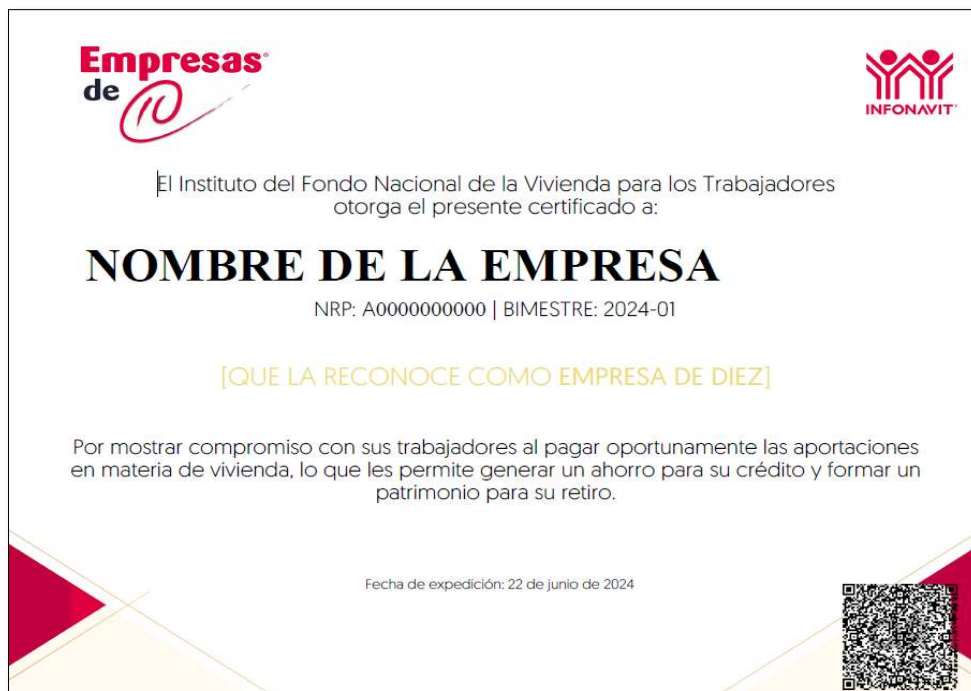 Empresas
de 10
INFONAVIT
El Instituto del Fondo Nacional de la Vivienda para los Trabajadores
otorga el presente certificado a:
NOMBRE DE LA EMPRESA
NRP: A0000000000 | BIMESTRE: 2024-01
[QUE LA RECONOCE COMO EMPRESA DE DIEZ]
Por mostrar compromiso con sus trabajadores al pagar oportunamente las aportaciones
en materia de vivienda, lo que les permite generar un ahorro para su crédito y formar un
patrimonio para su retiro.
Fecha de expedición: 22 de junio de 2024